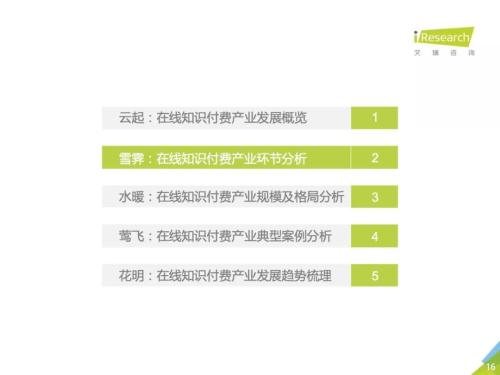 iResearch
艾瑞咨询
云起：在线知识付费产业发展概览 1
雪霁：在线知识付费产业环节分析 2
水暖：在线知识付费产业规模及格局分析 3
莺飞：在线知识付费产业典型案例分析 4
花明：在线知识付费产业发展趋势梳理 5
16